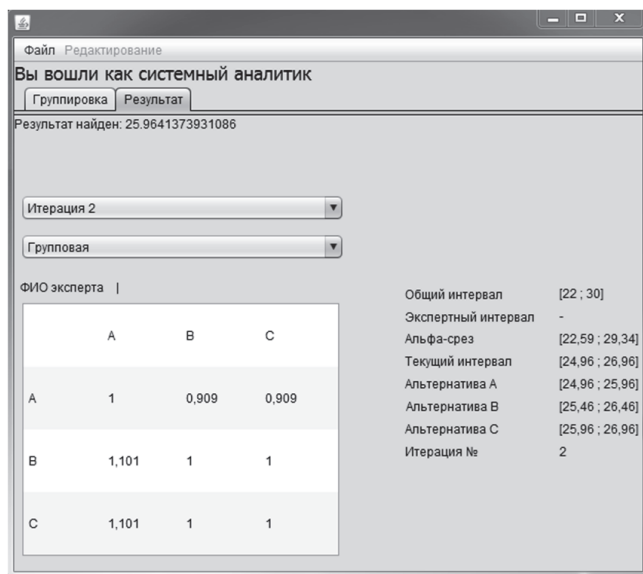 Файл Редактирование
Вы вошли как системный аналитик
Группировка Результат
Результат найден: 25.9641373931086
Итерация 2
Групповая
ФИО эксперта |
A B C
A 1 0,909 0,909
B 1,101 1 1
C 1,101 1 1
Общий интервал [22 ; 30]
Экспертный интервал -
Альфа-срез [22,59 ; 29,34]
Текущий интервал [24,96 ; 26,96]
Альтернатива A [24,96 ; 25,96]
Альтернатива B [25,46 ; 26,46]
Альтернатива C [25,96 ; 26,96]
Итерация № 2